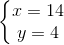 x = 14
y = 4